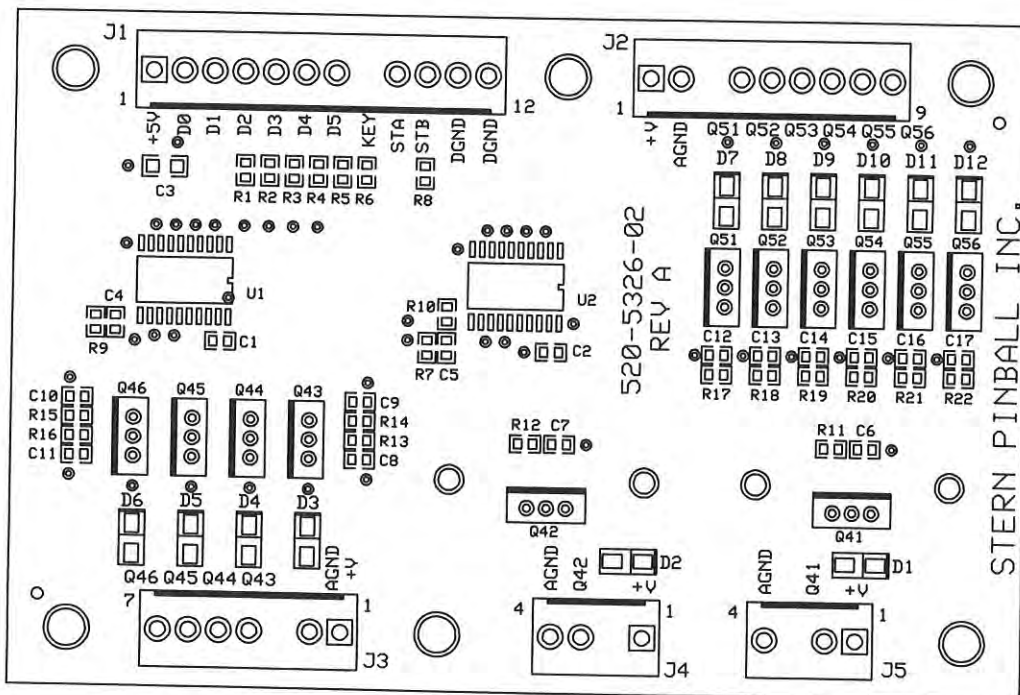 J1
J2
1
12
1
9
+5V
D0
D1
D2
D3
D4
D5
KEY
STA
STB
DGND
DGND
+V
AGND
Q51 Q52 Q53 Q54 Q55 Q56
D7 D8 D9 D10 D11 D12
C3
R1 R2 R3 R4 R5 R6
R8
Q51 Q52 Q53 Q54 Q55 Q56
U1
U2
520-5326-02
REV A
STERN PINBALL INC.
C4
R9
C1
R10
R7 C5
C2
C12 C13 C14 C15 C16 C17
R17 R18 R19 R20 R21 R22
Q46 Q45 Q44 Q43
C10
R15
R16
C11
C9
R14
R13
C8
R12 C7
R11 C6
D6 D5 D4 D3
Q42
Q41
Q46 Q45 Q44 Q43
AGND
+V
AGND
Q42
+V
D2
AGND
Q41
+V
D1
7
1
4
1
4
1
J3
J4
J5